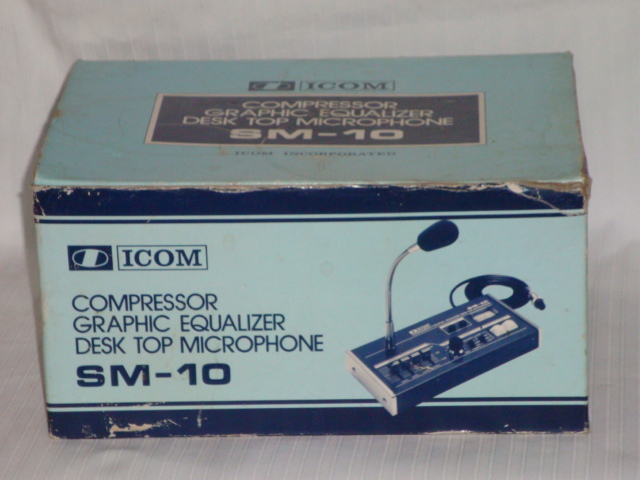 ICOM
COMPRESSOR
GRAPHIC EQUALIZER
DESK TOP MICROPHONE
SM-10
ICOM INCORPORATED
ICOM
COMPRESSOR
GRAPHIC EQUALIZER
DESK TOP MICROPHONE
SM-10
ICOM